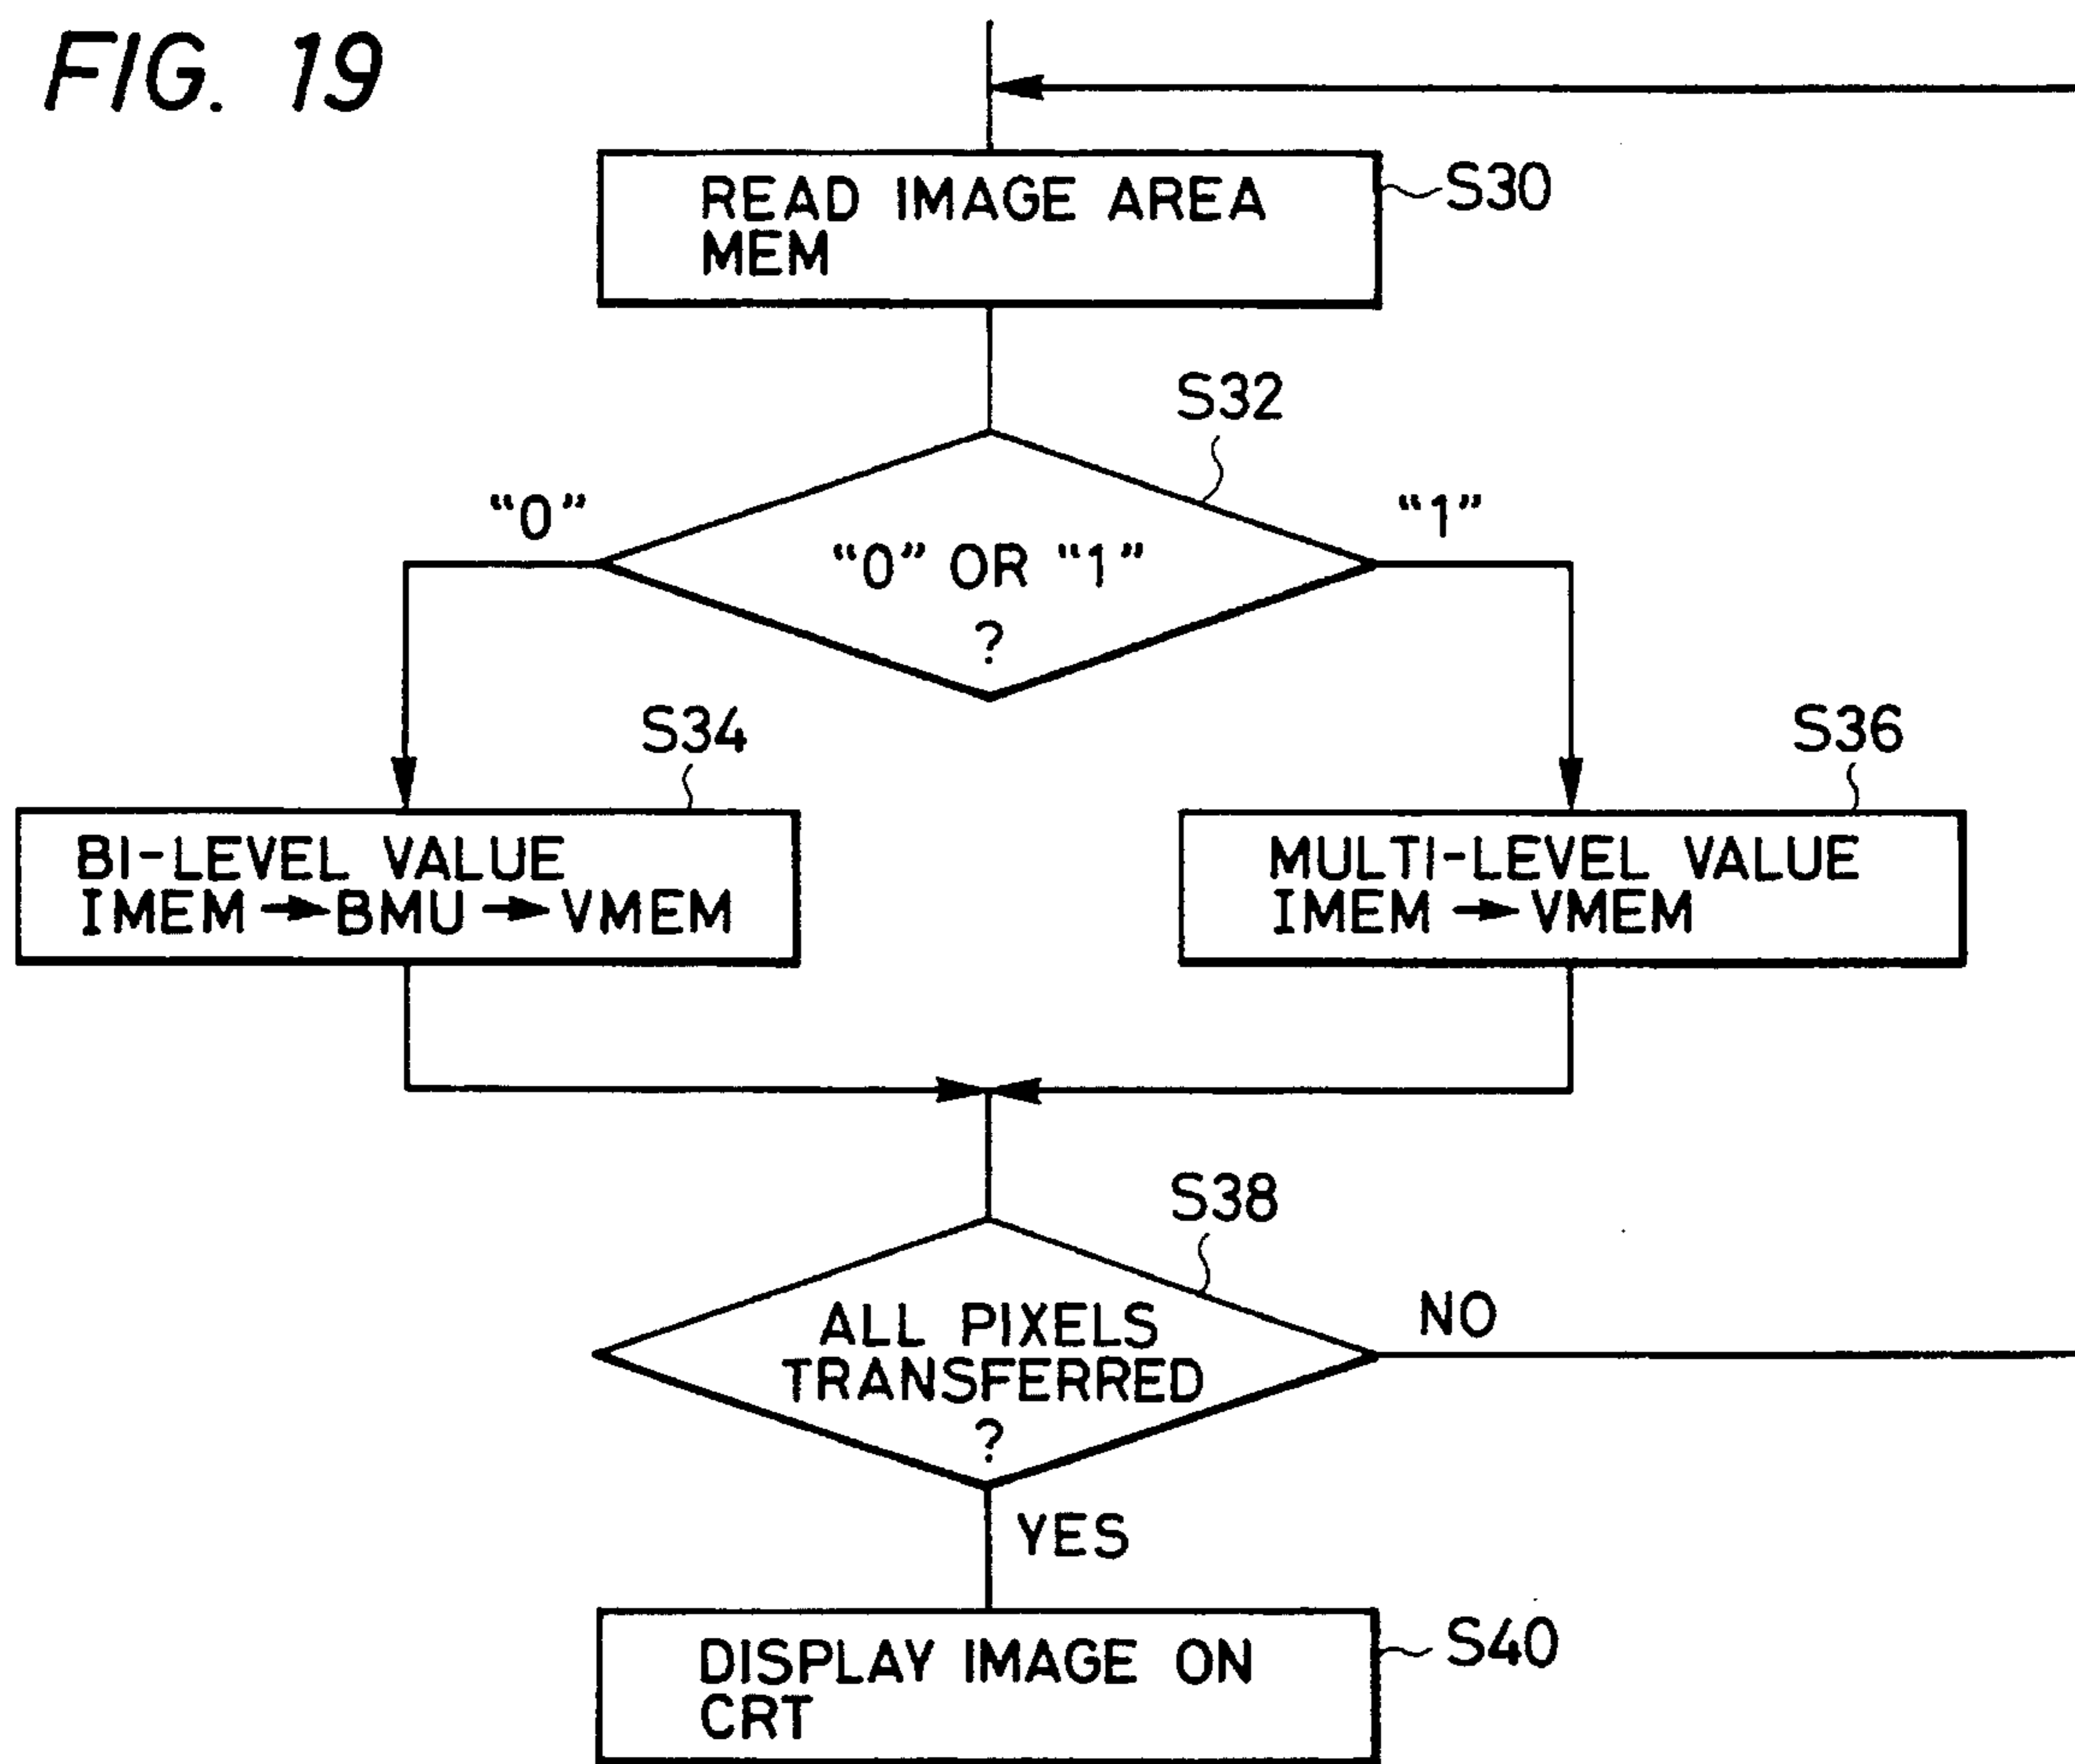 FIG. 19
READ IMAGE AREA
MEM
S30
S32
"0"
"0" OR "1"
?
"1"
S34
BI-LEVEL VALUE
IMEM → BMU → VMEM
S36
MULTI-LEVEL VALUE
IMEM → VMEM
S38
ALL PIXELS
TRANSFERRED
?
NO
YES
DISPLAY IMAGE ON
CRT
S40